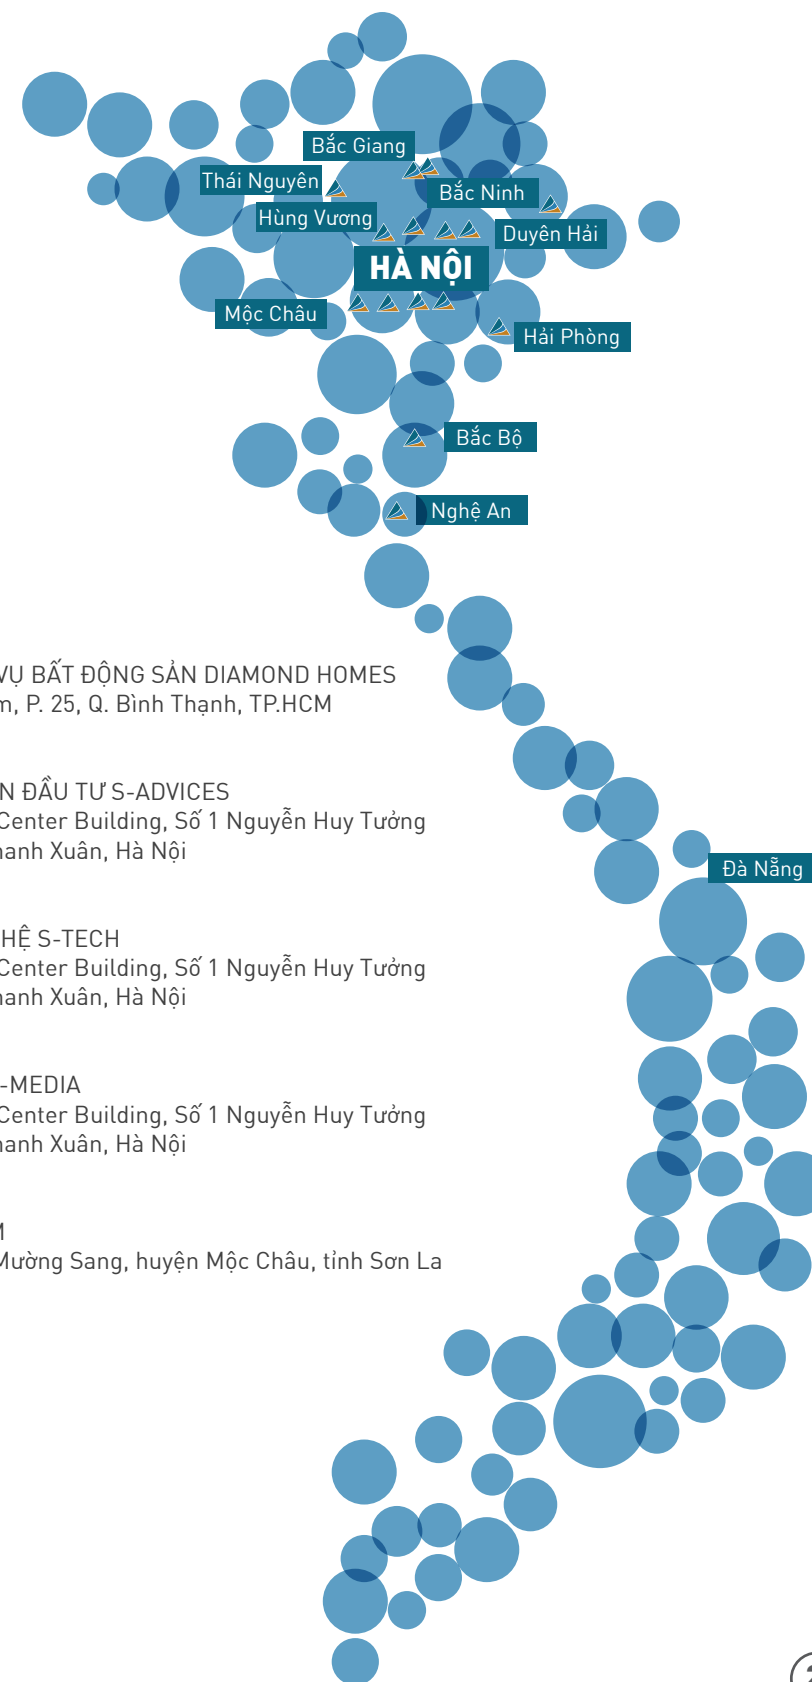 Bắc Giang
Thái Nguyên
Bắc Ninh
Hùng Vương
Duyên Hải
HÀ NỘI
Mộc Châu
Hải Phòng
Bắc Bộ
Nghệ An
VỤ BẤT ĐỘNG SẢN DIAMOND HOMES
P. 25, Q. Bình Thạnh, TP.HCM
ĐẦU TƯ S-ADVICES
Center Building, Số 1 Nguyễn Huy Tưởng
Xuân, Hà Nội
Đà Nẵng
S-TECH
Center Building, Số 1 Nguyễn Huy Tưởng
Xuân, Hà Nội
-MEDIA
Center Building, Số 1 Nguyễn Huy Tưởng
Xuân, Hà Nội
Mường Sang, huyện Mộc Châu, tỉnh Sơn La